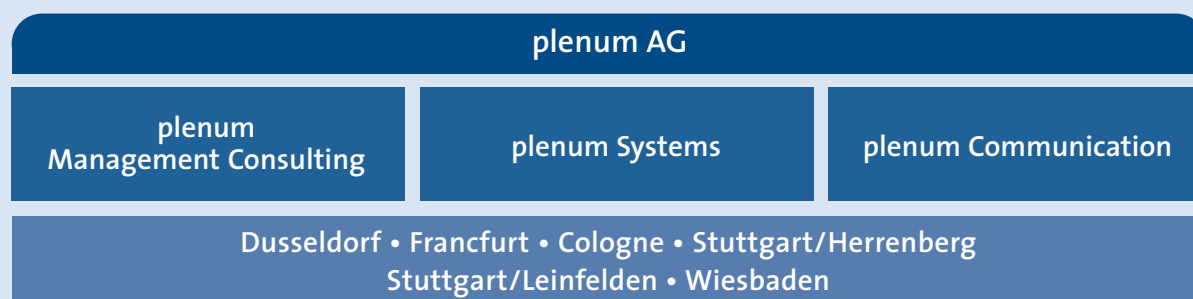 plenum AG
plenum
Management Consulting
plenum Systems
plenum Communication
Dusseldorf • Francfurt • Cologne • Stuttgart/Herrenberg
Stuttgart/Leinfelden • Wiesbaden